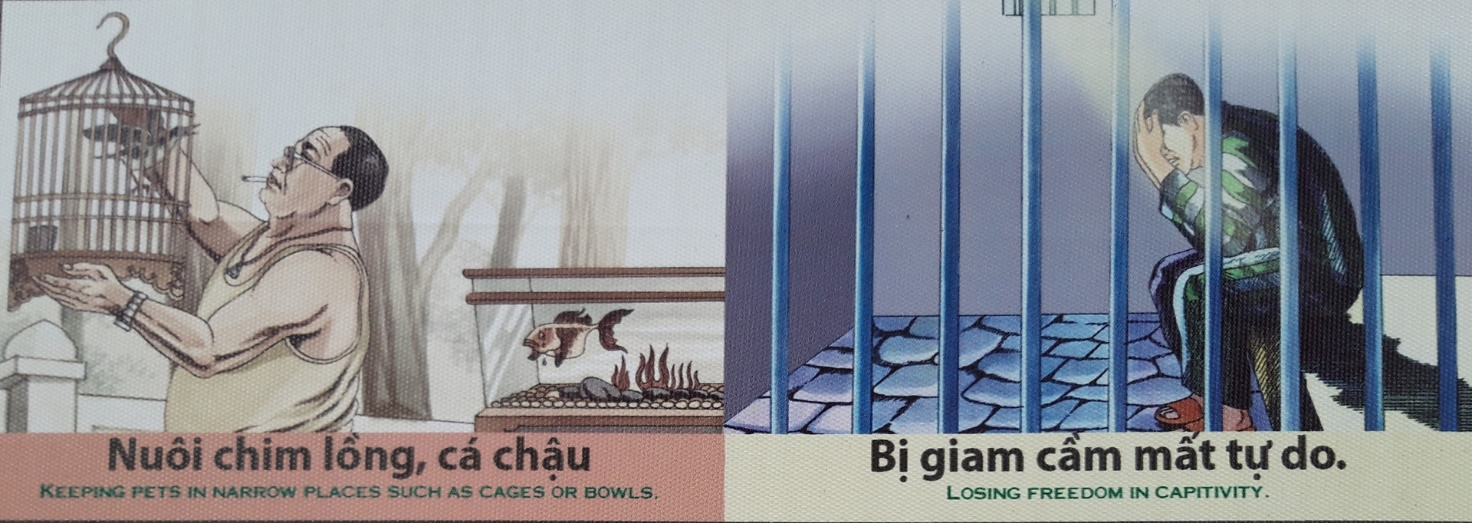 Nuôi chim lồng, cá chậu
KEEPING PETS IN NARROW PLACES SUCH AS CAGES OR BOWLS.
Bị giam cầm mất tự do.
LOSING FREEDOM IN CAPITIVITY.